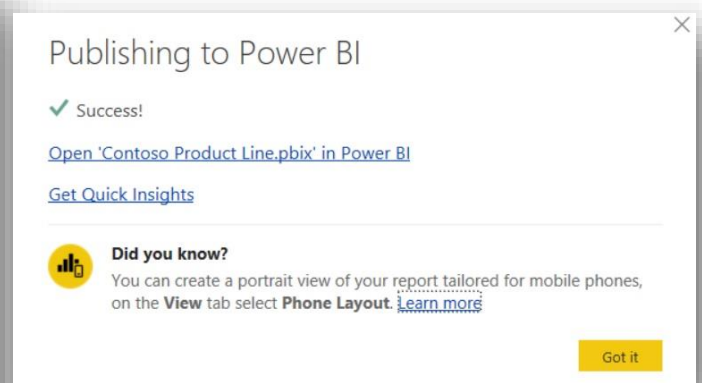 Publishing to Power BI
Success!
Open 'Contoso Product Line.pbix' in Power BI
Get Quick Insights
Did you know?
You can create a portrait view of your report tailored for mobile phones,
on the View tab select Phone Layout. Learn more
Got it